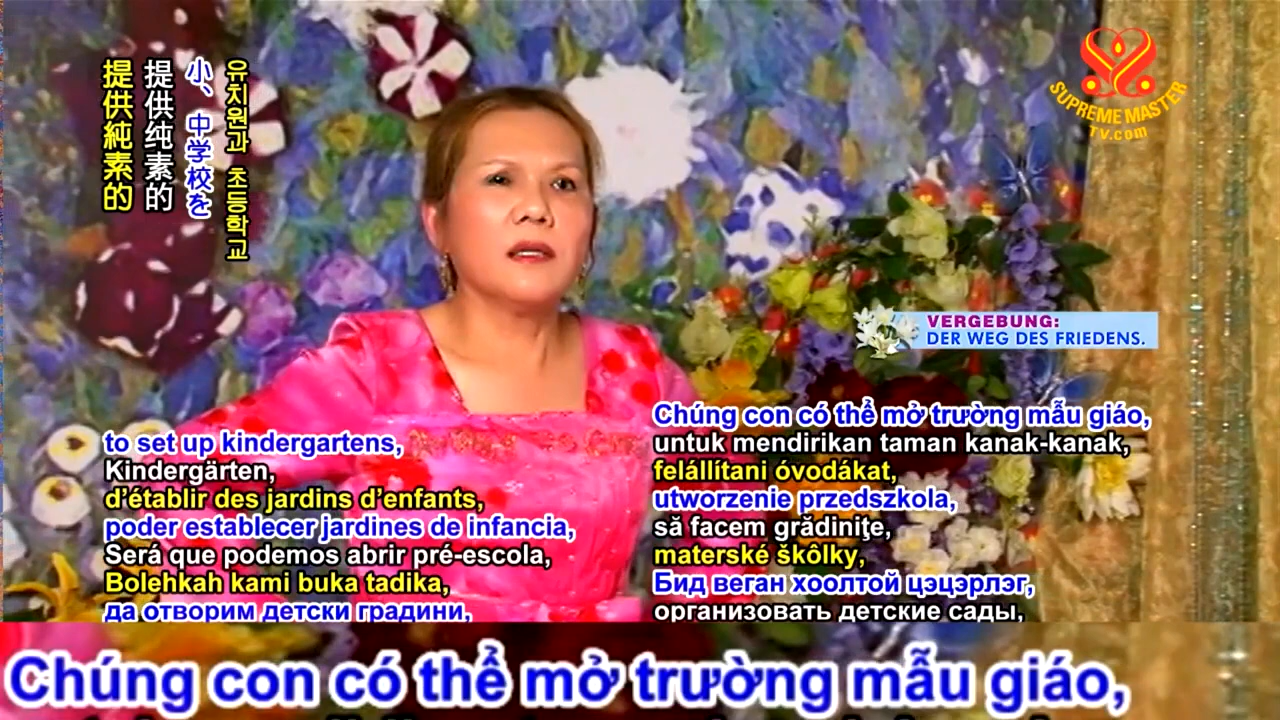 提供純素的
提供纯素的
小、中学校を
유치원과 초등학교
SUPREME MASTER
TV.com
VERGEBUNG:
DER WEG DES FRIEDENS.
to set up kindergartens,
Kindergärten,
d’établir des jardins d’enfants,
poder establecer jardines de infancia,
Será que podemos abrir pré-escola,
Bolehkah kami buka tadika,
да отворим детски градини,
Chúng con có thể mở trường mẫu giáo,
untuk mendirikan taman kanak-kanak,
felállítani óvodákat,
utworzenie przedszkola,
să facem grădiniţe,
materské škôlky,
Бид веган хоолтой цэцэрлэг,
организовать детские сады,
Chúng con có thể mở trường mẫu giáo,